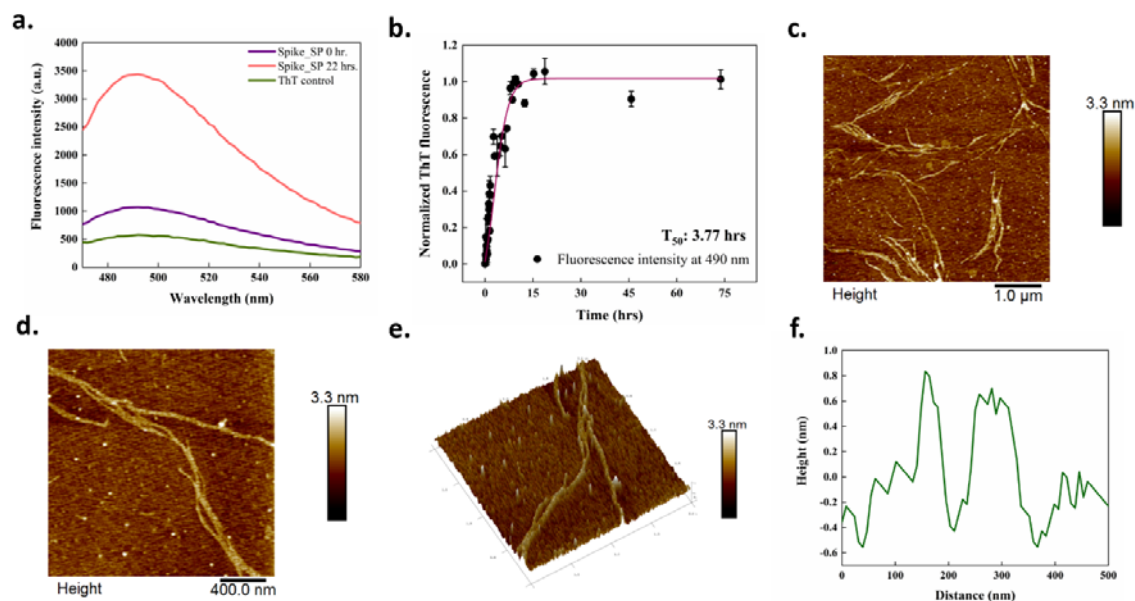 a.
Fluorescence intensity (a.u.)
4000
3500
3000
2500
2000
1500
1000
500
0
480 500 520 540 560 580
Wavelength (nm)
Spike_SP 0 hr.
Spike_SP 22 hrs.
ThT control
b.
Normalized ThT fluorescence
1.2
1.0
0.8
0.6
0.4
0.2
0.0
0 15 30 45 60 75
Time (hrs)
T50: 3.77 hrs
Fluorescence intensity at 490 nm
c.
3.3 nm
Height
1.0 µm
d.
3.3 nm
Height
400.0 nm
e.
3.3 nm
f.
Height (nm)
1.0
0.8
0.6
0.4
0.2
0.0
-0.2
-0.4
-0.6
0 100 200 300 400 500
Distance (nm)